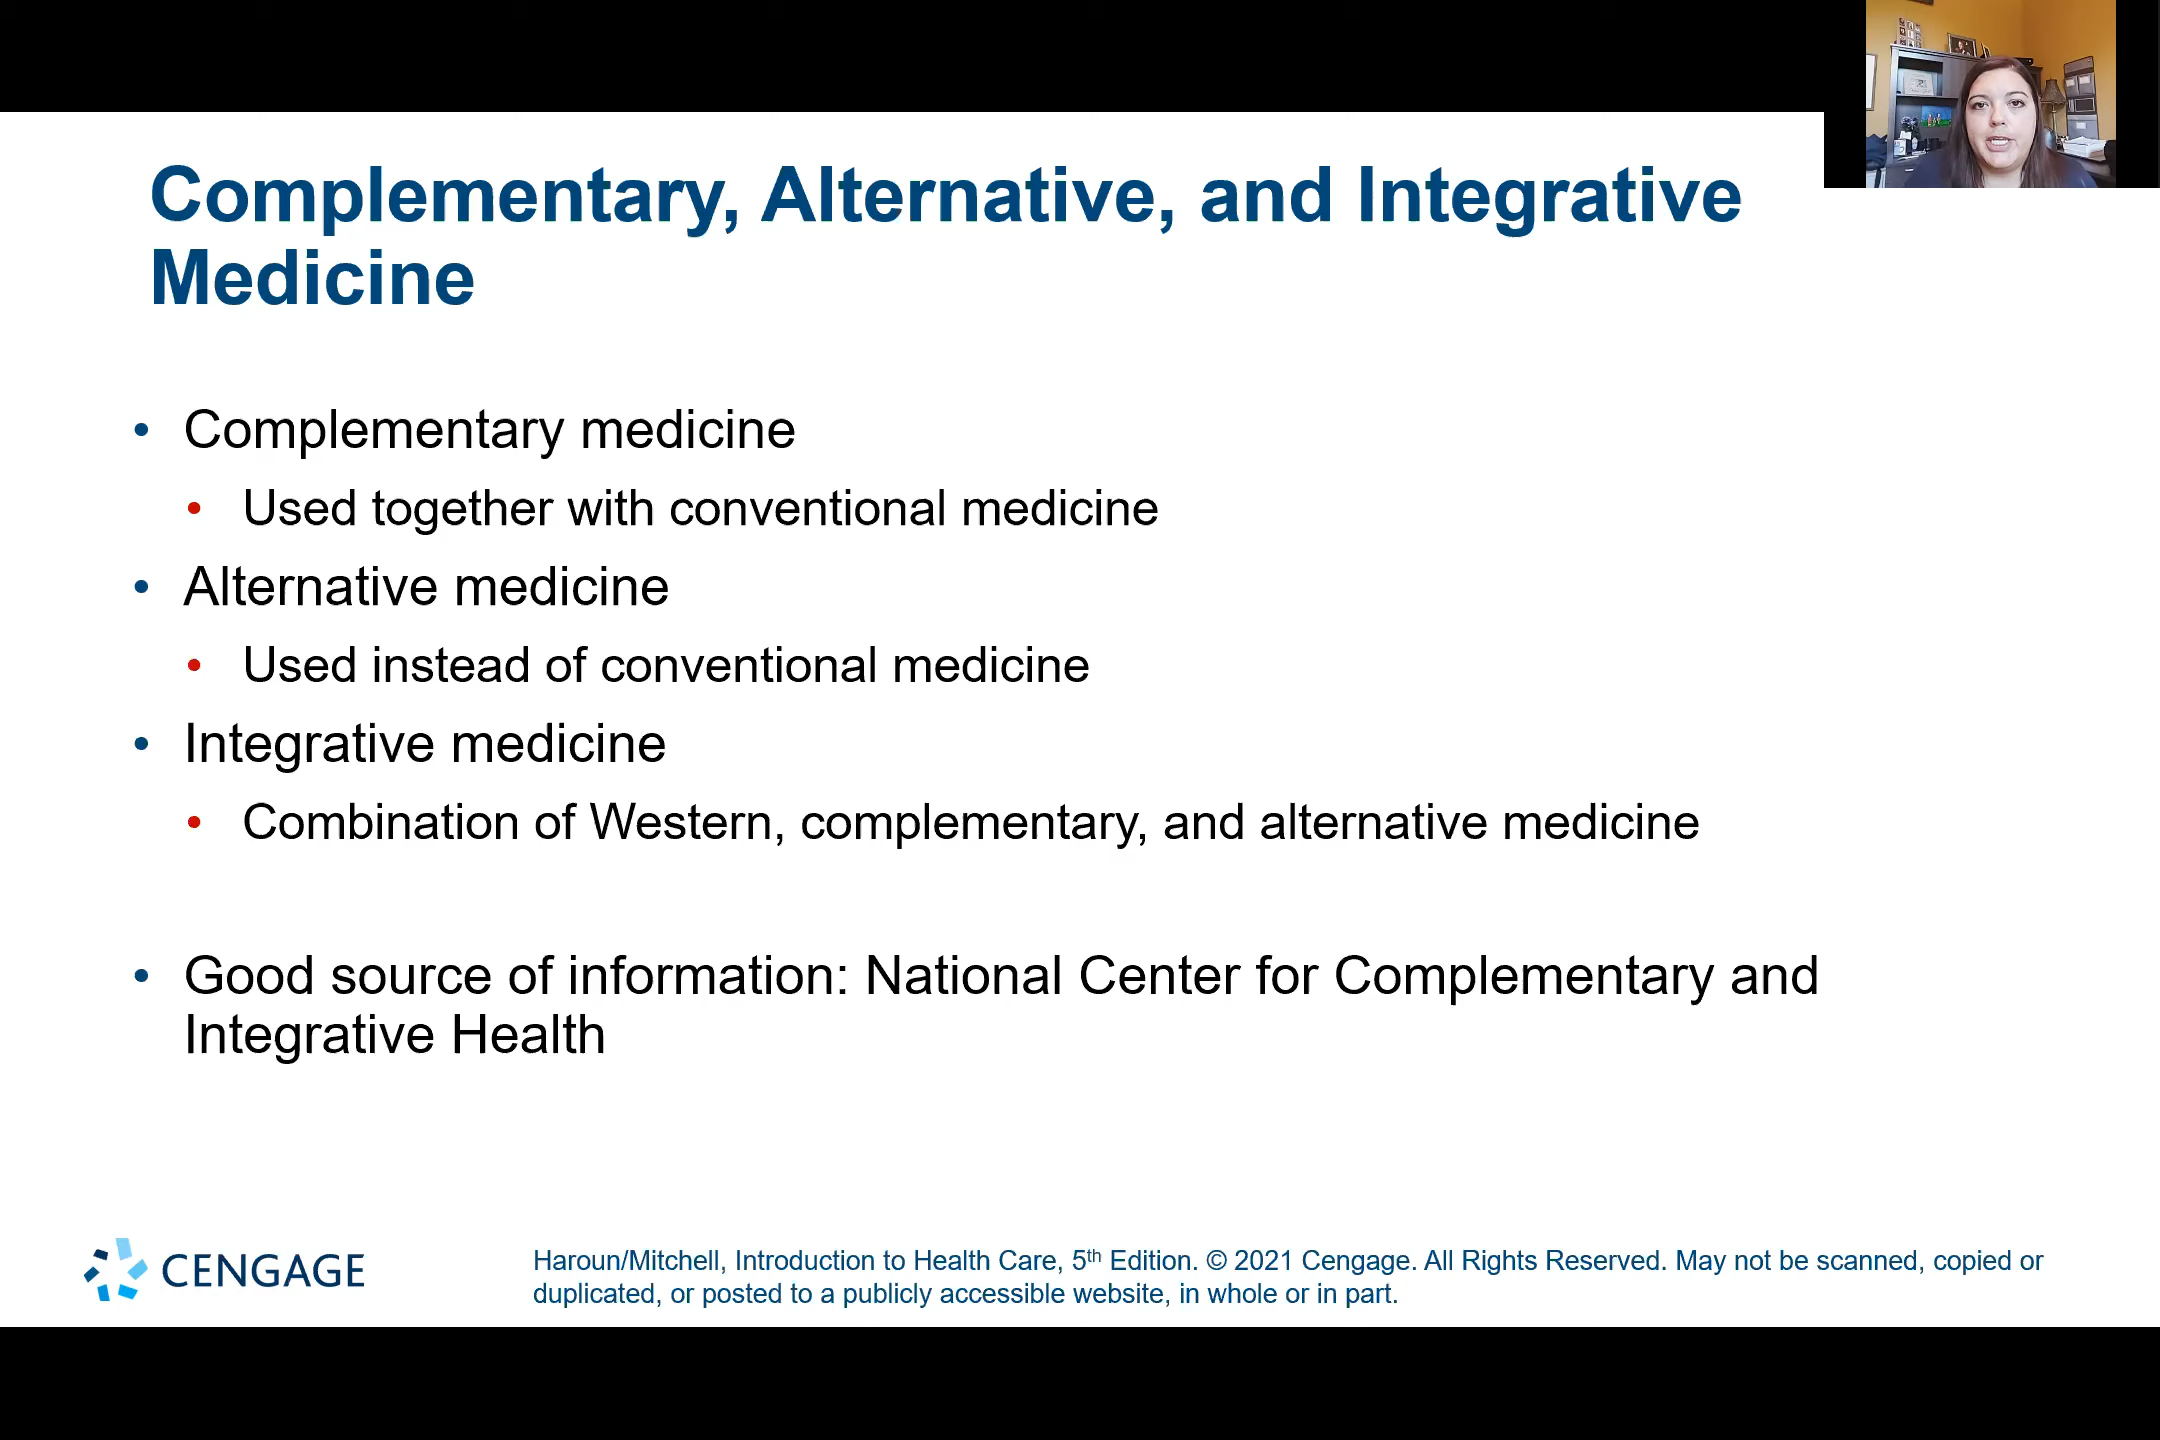 Complementary, Alternative, and Integrative
Medicine
• Complementary medicine
• Used together with conventional medicine
• Alternative medicine
• Used instead of conventional medicine
• Integrative medicine
• Combination of Western, complementary, and alternative medicine
• Good source of information: National Center for Complementary and
Integrative Health
CENGAGE
Haroun/Mitchell, Introduction to Health Care, 5th Edition. © 2021 Cengage. All Rights Reserved. May not be scanned, copied or
duplicated, or posted to a publicly accessible website, in whole or in part.